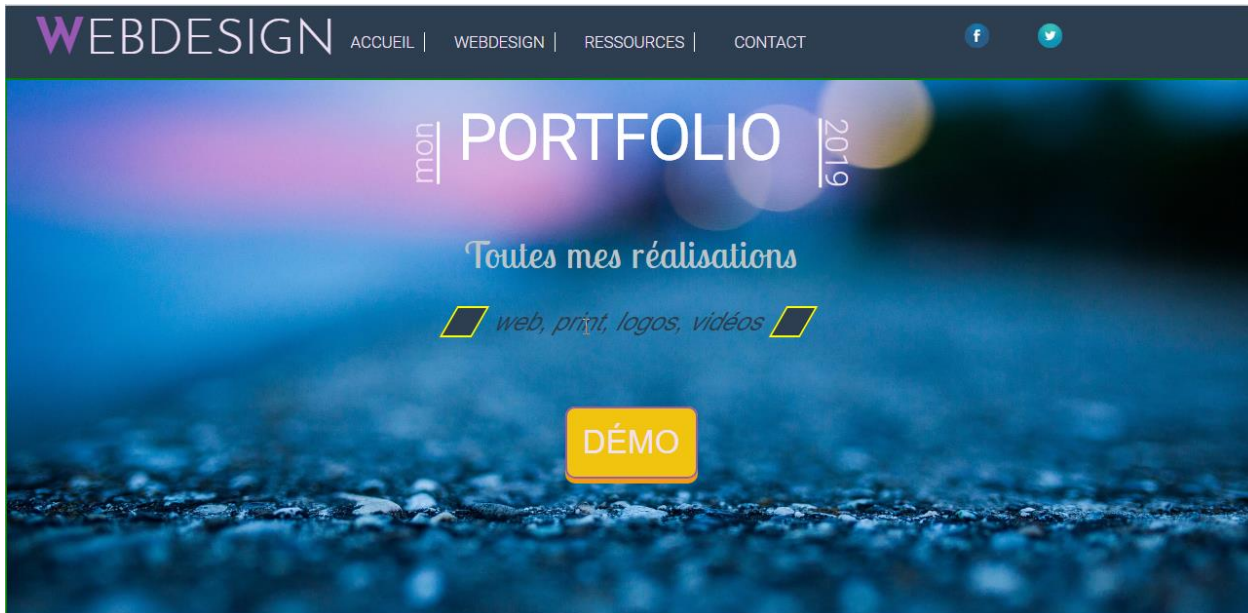 WEBDESIGN ACCUEIL | WEBDESIGN | RESSOURCES | CONTACT
mon PORTFOLIO 2019
Toutes mes réalisations
web, print, logos, vidéos
DÉMO